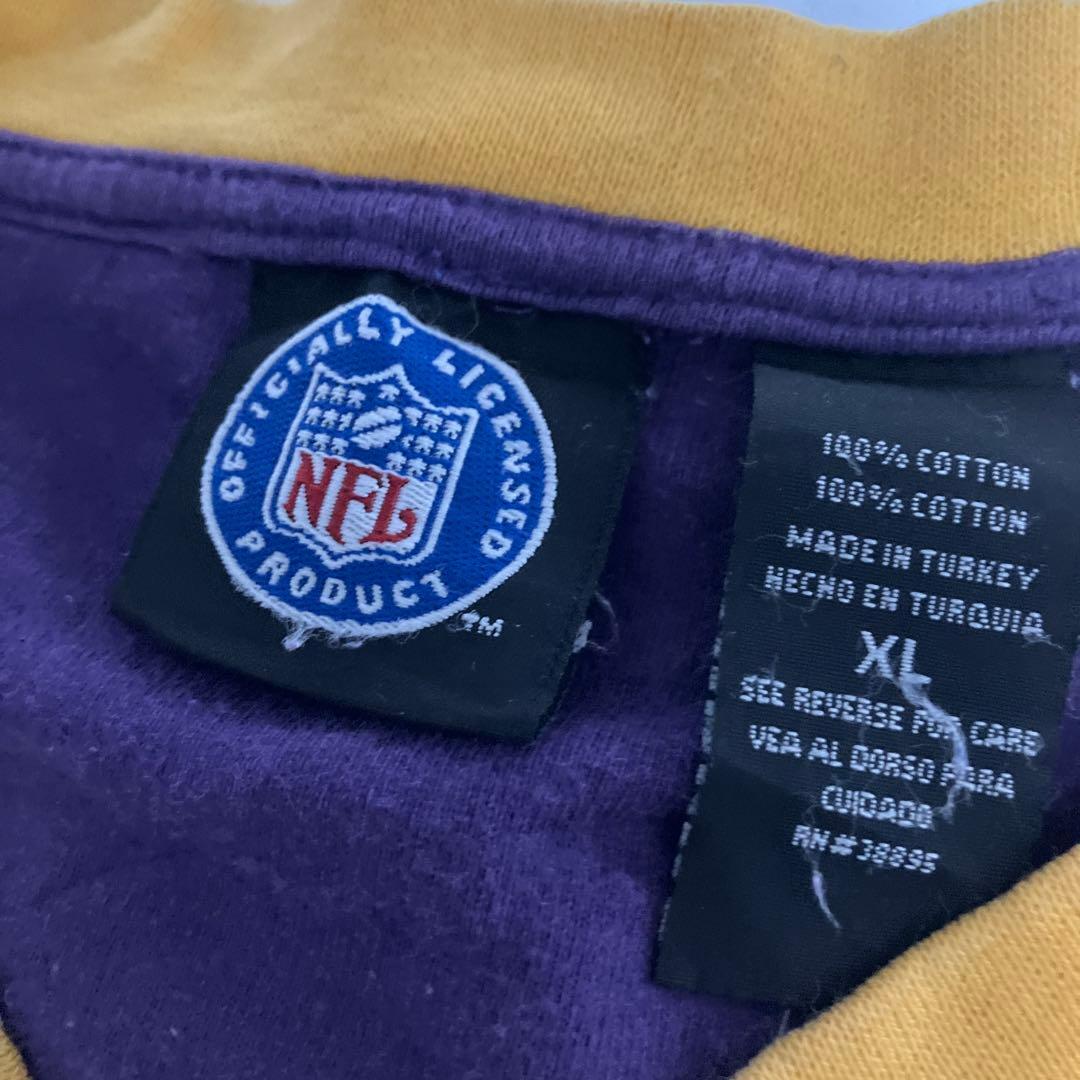 OFFICIALLY LICENSED
NFL
PRODUCT
TM
100% COTTON
100% COTTON
MADE IN TURKEY
HECHO EN TURQUIA
XL
SEE REVERSE FOR CARE
VEA AL DORSO PARA
CUIDADO
RN#38895